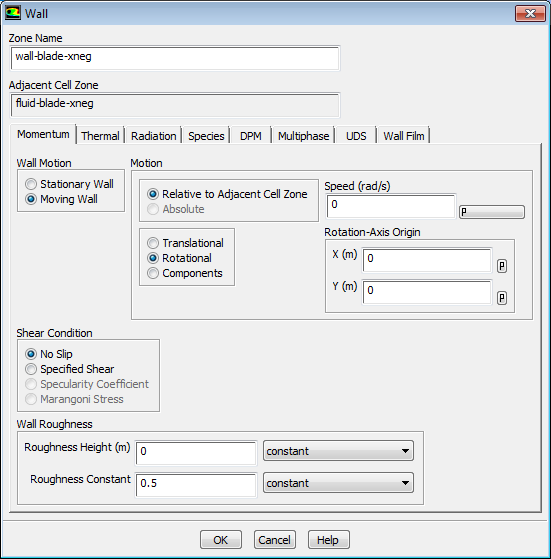 Wall
Zone Name
wall-blade-xneg
Adjacent Cell Zone
fluid-blade-xneg
Momentum Thermal Radiation Species DPM Multiphase UDS Wall Film
Wall Motion
Stationary Wall
Moving Wall
Motion
Relative to Adjacent Cell Zone
Absolute
Translational
Rotational
Components
Speed (rad/s)
0
P
Rotation-Axis Origin
X (m) 0 P
Y (m) 0 P
Shear Condition
No Slip
Specified Shear
Specularity Coefficient
Marangoni Stress
Wall Roughness
Roughness Height (m) 0 constant
Roughness Constant 0.5 constant
OK Cancel Help